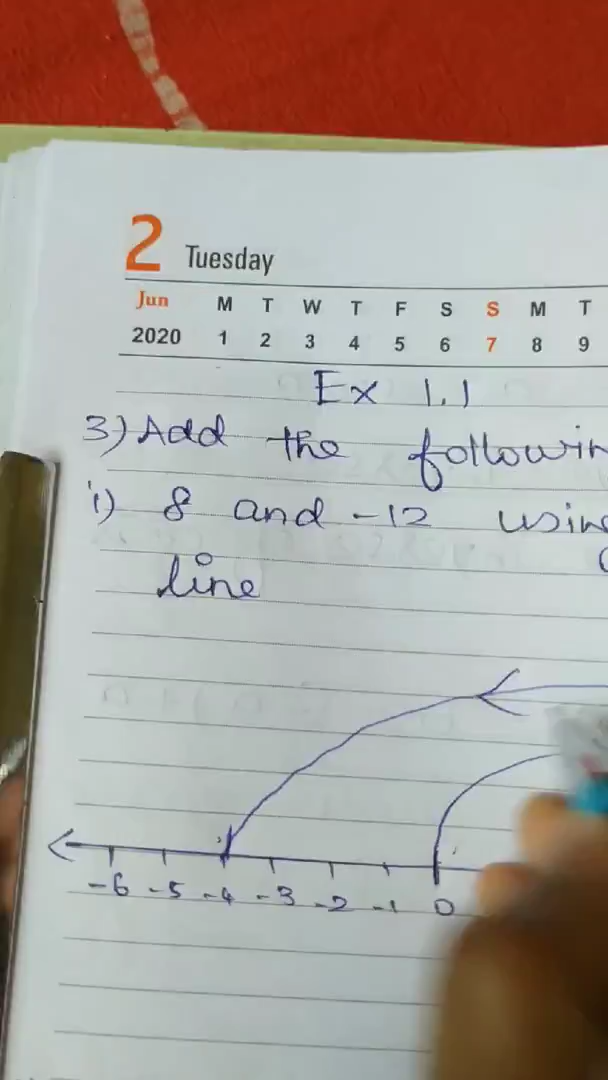 2 Tuesday
Jun M T W T F S S M T
2020 1 2 3 4 5 6 7 8 9
Ex 1.1
3) Add the followin
i) 8 and -12 usin
line
-6 -5 -4 -3 -2 -1 0